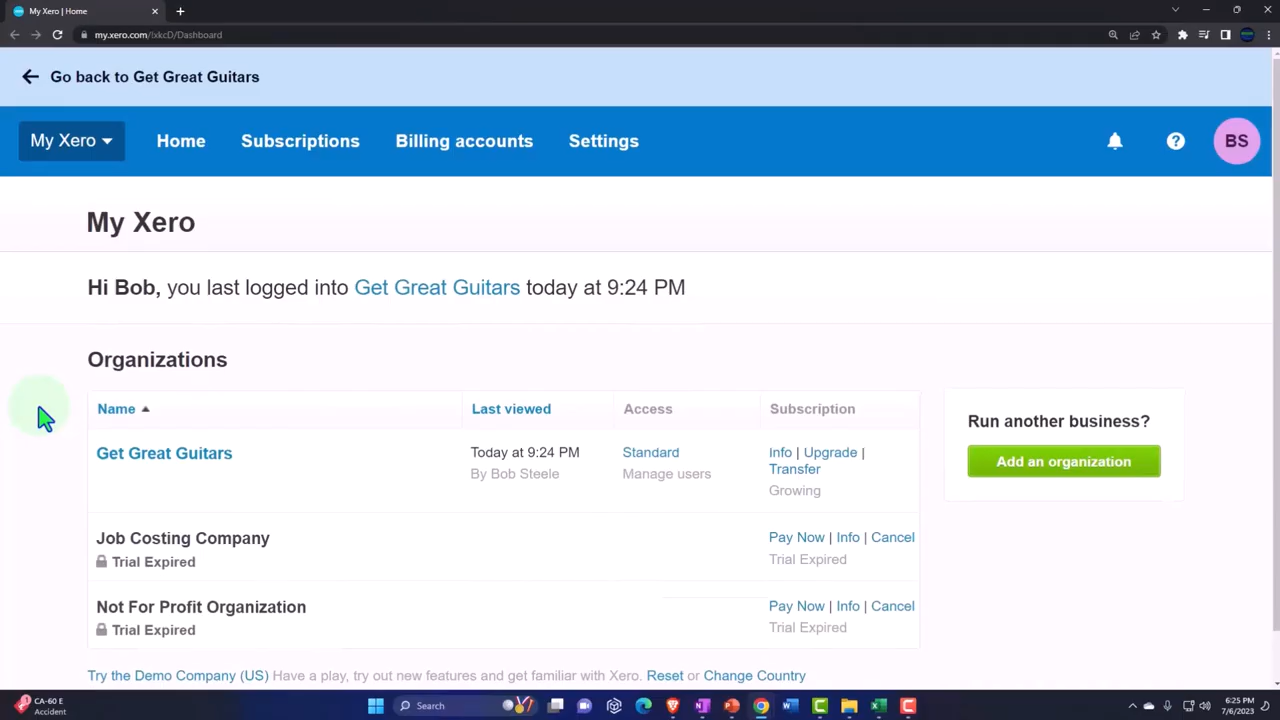 My Xero | Home
my.xero.com/!xkcD/Dashboard
Go back to Get Great Guitars
My Xero
Home
Subscriptions
Billing accounts
Settings
BS
My Xero
Hi Bob, you last logged into Get Great Guitars today at 9:24 PM
Organizations
Name
Last viewed
Access
Subscription
Get Great Guitars
Today at 9:24 PM
By Bob Steele
Standard
Manage users
Info | Upgrade |
Transfer
Growing
Job Costing Company
Trial Expired
Pay Now | Info | Cancel
Trial Expired
Not For Profit Organization
Trial Expired
Pay Now | Info | Cancel
Trial Expired
Run another business?
Add an organization
Try the Demo Company (US) Have a play, try out new features and get familiar with Xero. Reset or Change Country
CA-60 E
Accident
Search
6:25 PM
7/6/2023